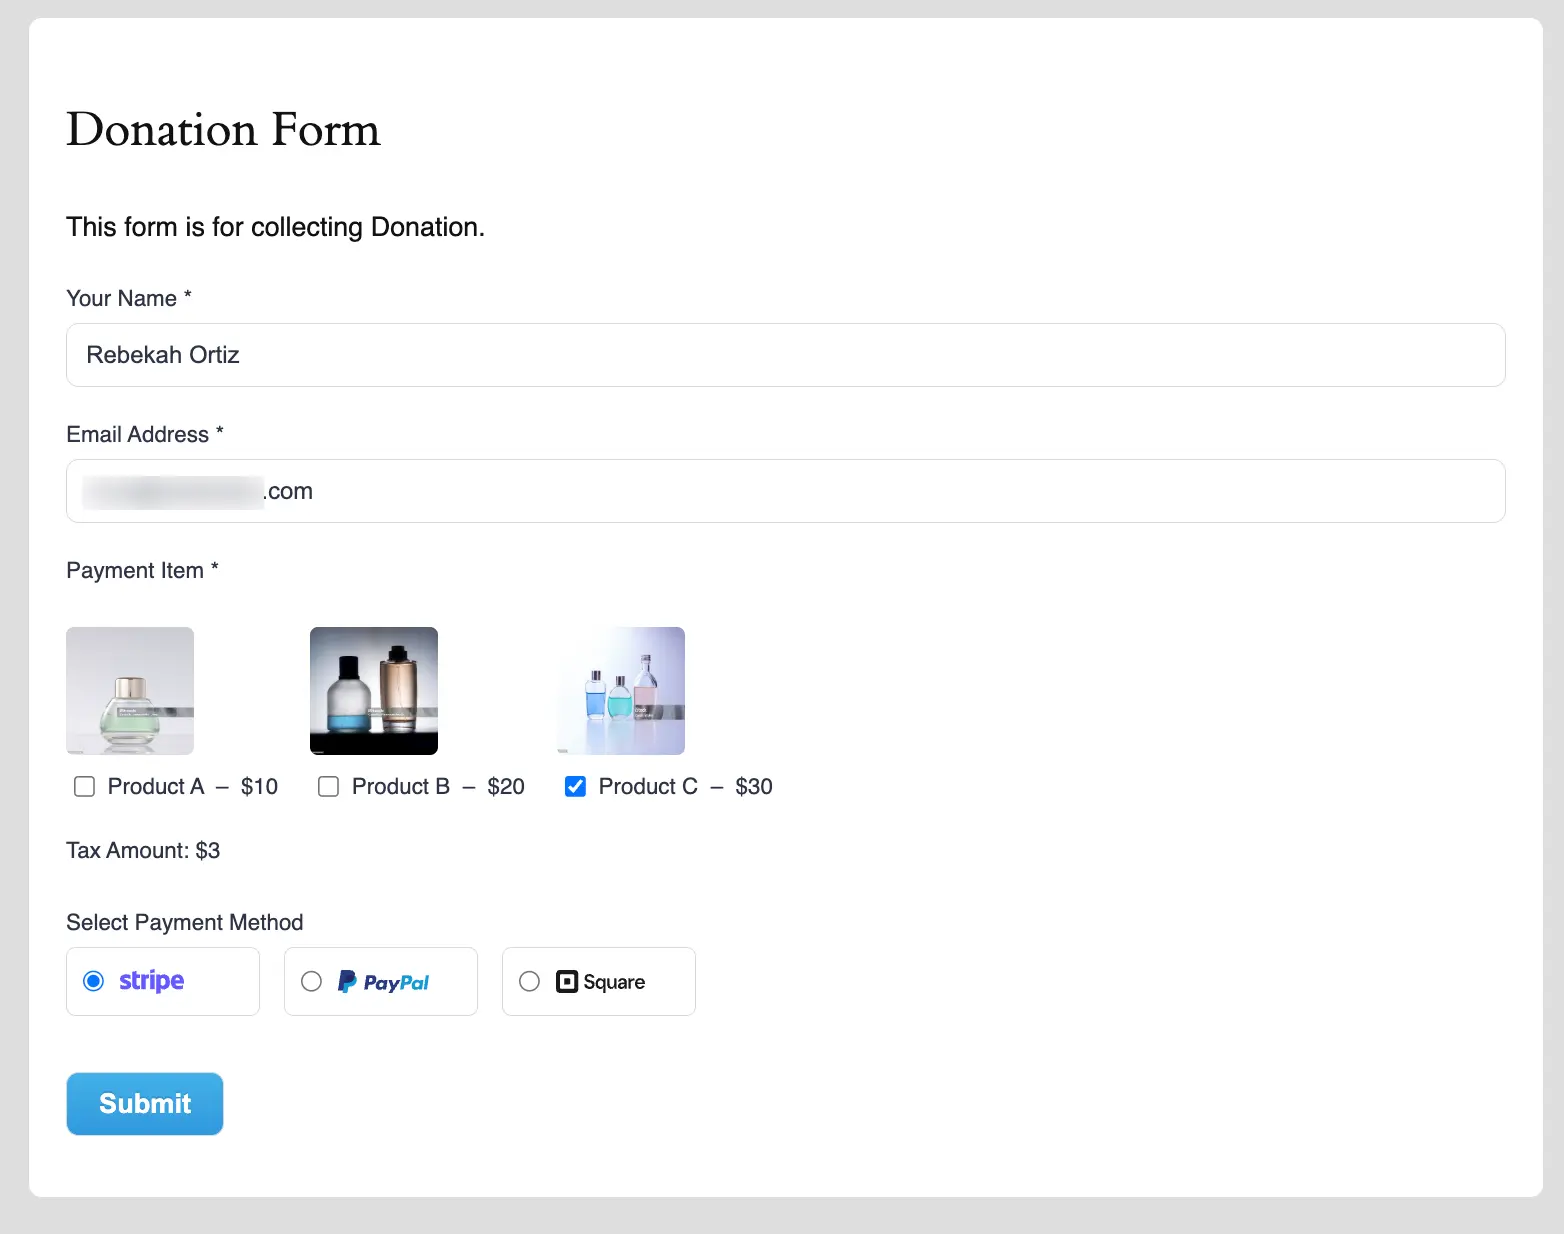 Donation Form
This form is for collecting Donation.
Your Name *
Rebekah Ortiz
Email Address *
.com
Payment Item *
Product A – $10
Product B – $20
Product C – $30
Tax Amount: $3
Select Payment Method
stripe
PayPal
Square
Submit